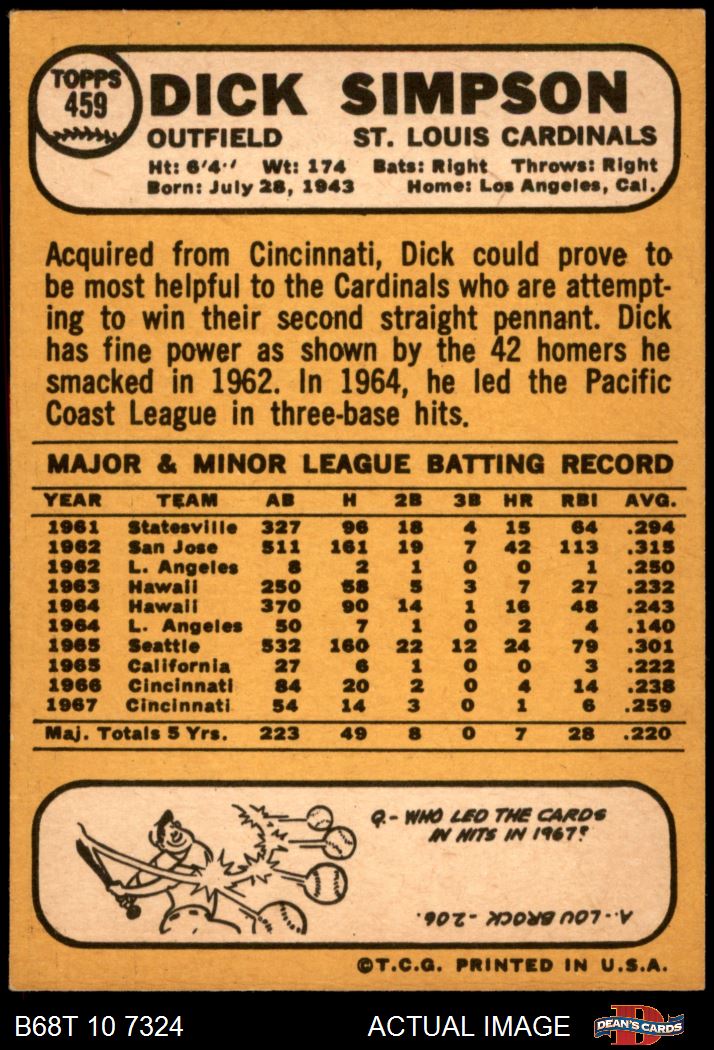 TOPPS
459
DICK SIMPSON
OUTFIELD ST. LOUIS CARDINALS
Ht: 6'4" Wt: 174 Bats: Right Throws: Right
Born: July 28, 1943 Home: Los Angeles, Cal.
Acquired from Cincinnati, Dick could prove to
be most helpful to the Cardinals who are attempt-
ing to win their second straight pennant. Dick
has fine power as shown by the 42 homers he
smacked in 1962. In 1964, he led the Pacific
Coast League in three-base hits.
MAJOR & MINOR LEAGUE BATTING RECORD
YEAR TEAM AB H 2B 3B HR RBI AVG.
1961 Statesville 327 96 18 4 15 64 .294
1962 San Jose 511 161 19 7 42 113 .315
1962 L. Angeles 8 2 1 0 0 1 .250
1963 Hawaii 250 58 5 3 7 27 .232
1964 Hawaii 370 90 14 1 16 48 .243
1964 L. Angeles 50 7 1 0 2 4 .140
1965 Seattle 532 160 22 12 24 79 .301
1965 California 27 6 1 0 0 3 .222
1966 Cincinnati 84 20 2 0 4 14 .238
1967 Cincinnati 54 14 3 0 1 6 .259
Maj. Totals 5 Yrs. 223 49 8 0 7 28 .220
Q.- WHO LED THE CARDS
IN HITS IN 1967?
A.- LOU BROCK - 206.
©T.C.G. PRINTED IN U.S.A.
B68T 10 7324 ACTUAL IMAGE DEAN'S CARDS